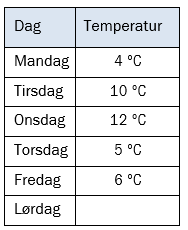 Dag Temperatur
Mandag 4 °C
Tirsdag 10 °C
Onsdag 12 °C
Torsdag 5 °C
Fredag 6 °C
Lørdag